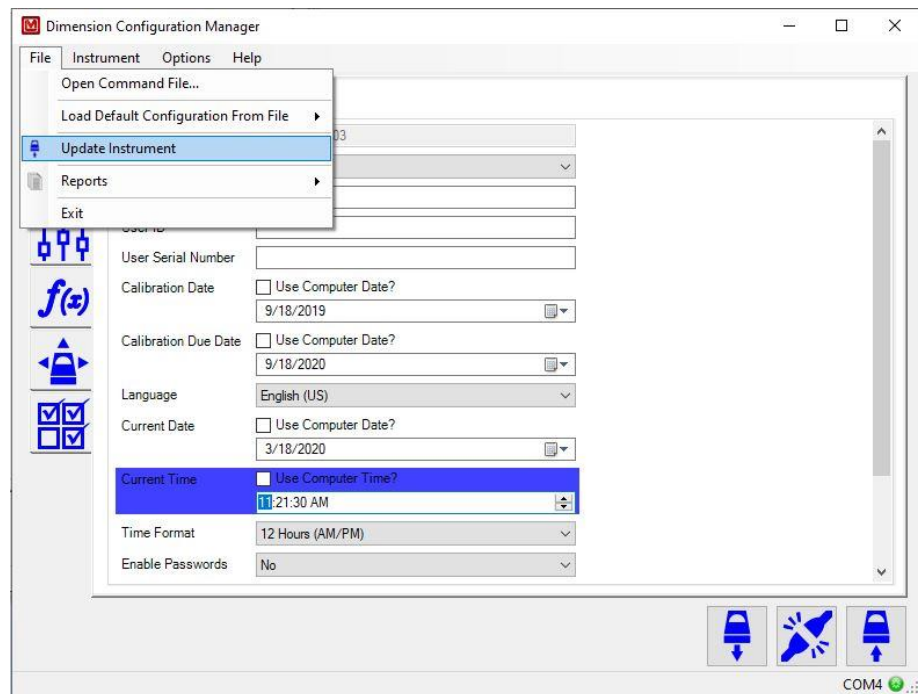 Dimension Configuration Manager
File Instrument Options Help
Open Command File...
Load Default Configuration From File
Update Instrument
Reports
Exit
03
User ID
User Serial Number
f(x)
Calibration Date
Use Computer Date?
9/18/2019
Calibration Due Date
Use Computer Date?
9/18/2020
Language
English (US)
Current Date
Use Computer Date?
3/18/2020
Current Time
Use Computer Time?
11:21:30 AM
Time Format
12 Hours (AM/PM)
Enable Passwords
No
COM4